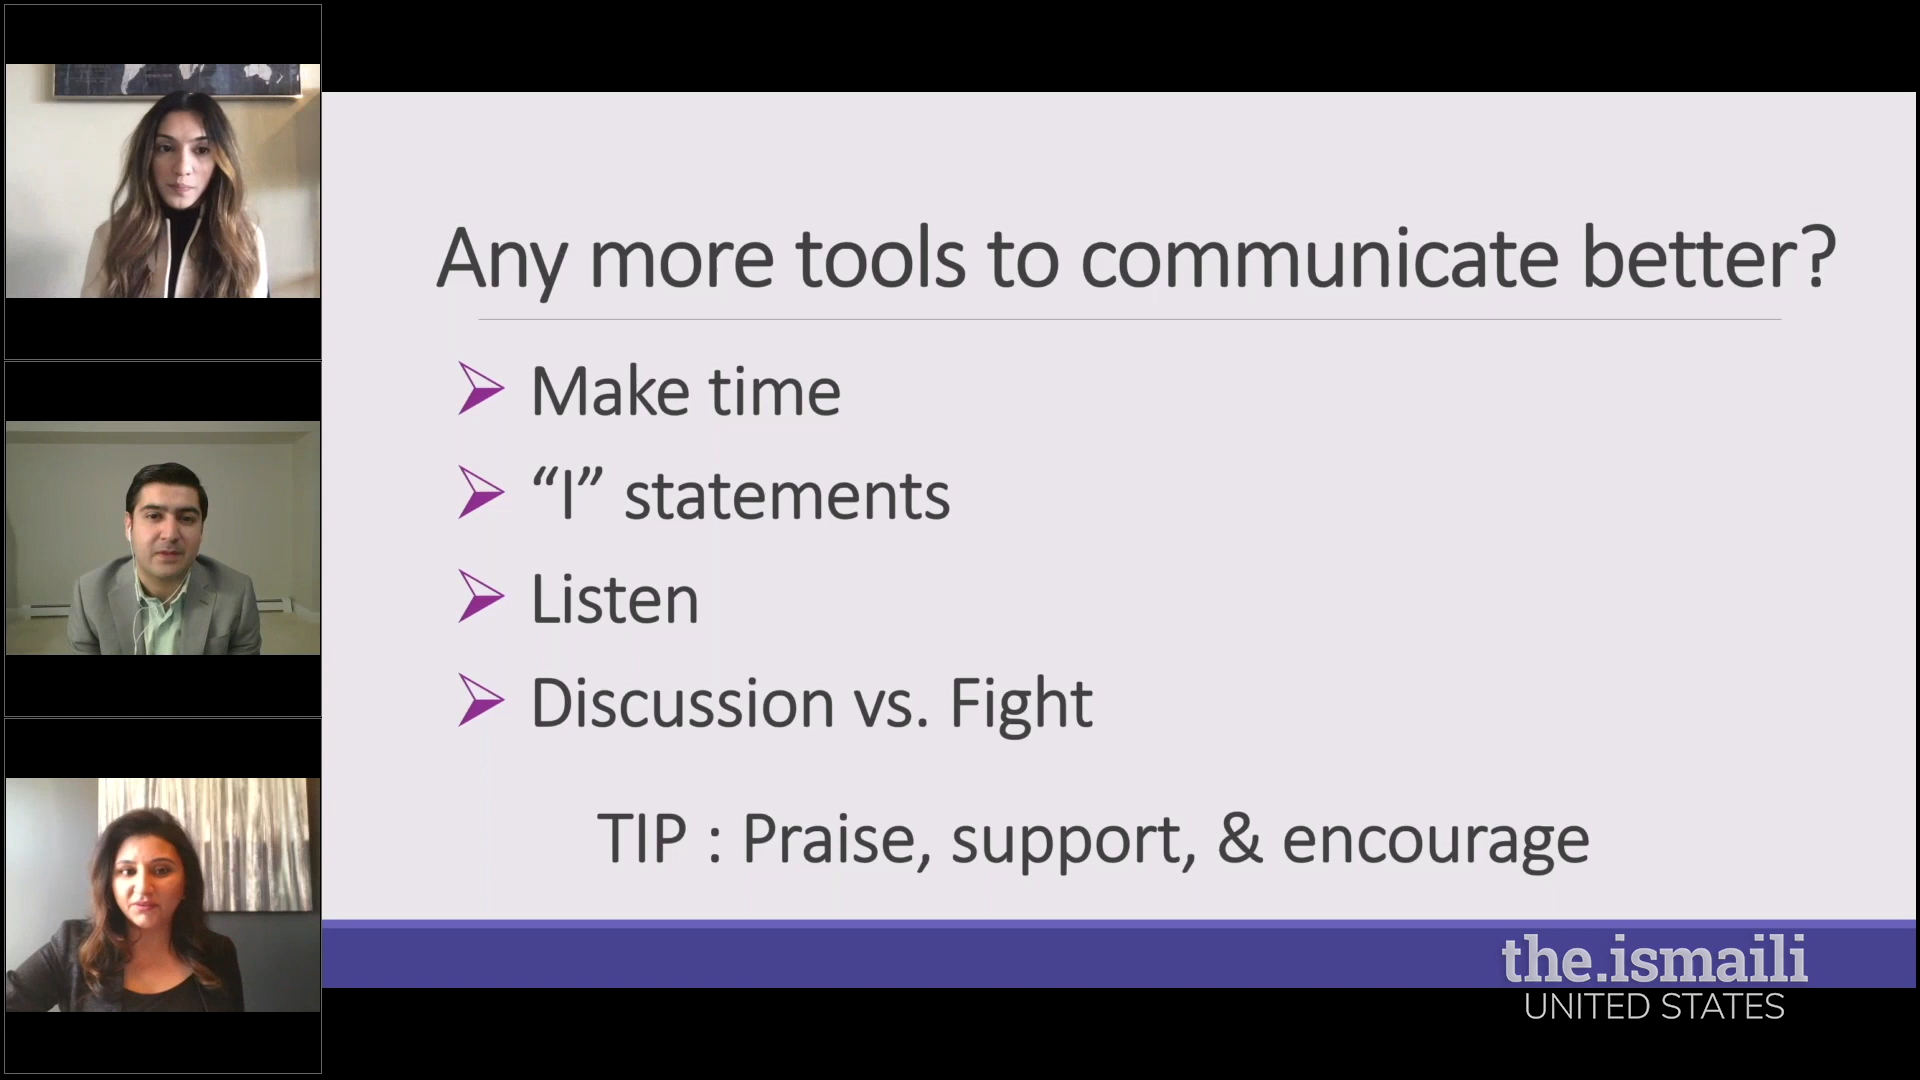 Any more tools to communicate better?
Make time
“I” statements
Listen
Discussion vs. Fight
TIP : Praise, support, & encourage
the.ismaili
UNITED STATES